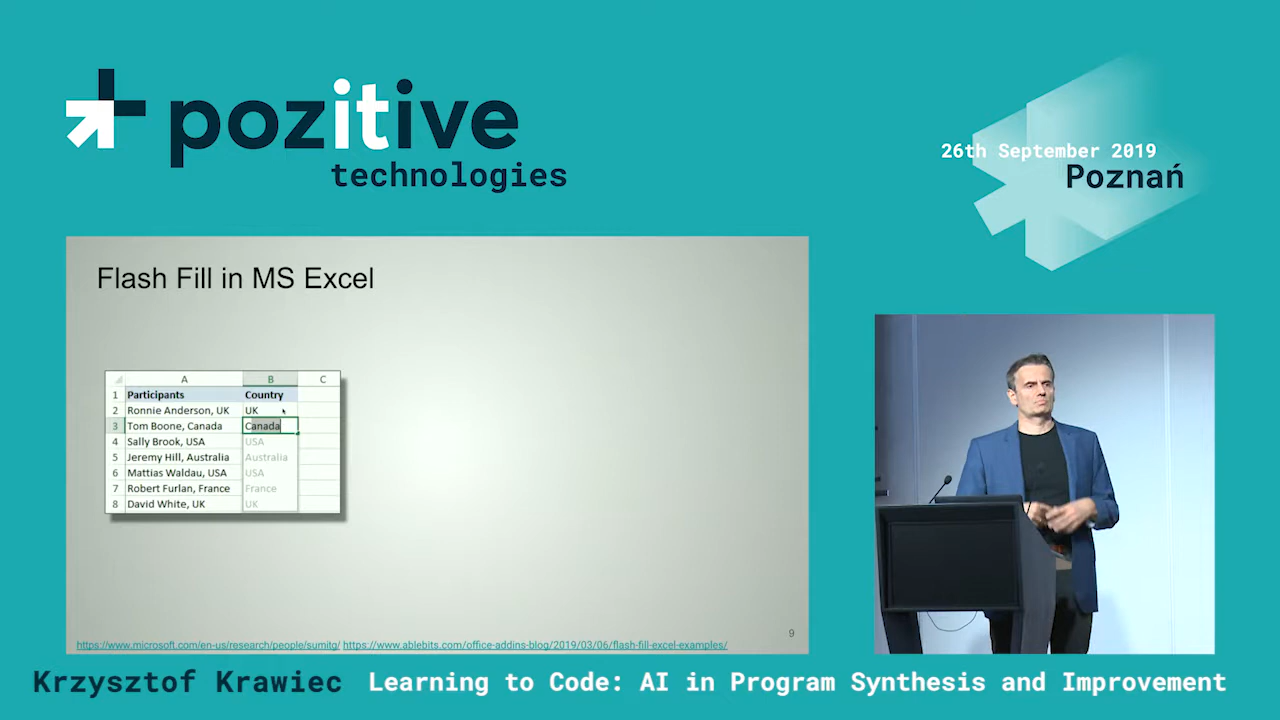 pozitive
technologies
26th September 2019
Poznań
Flash Fill in MS Excel
A B C
1 Participants Country
2 Ronnie Anderson, UK UK
3 Tom Boone, Canada Canada
4 Sally Brook, USA USA
5 Jeremy Hill, Australia Australia
6 Mattias Waldau, USA USA
7 Robert Furlan, France France
8 David White, UK UK
9
https://www.microsoft.com/en-us/research/people/sumitg/ https://www.ablebits.com/office-addins-blog/2019/03/06/flash-fill-excel-examples/
Krzysztof Krawiec Learning to Code: AI in Program Synthesis and Improvement